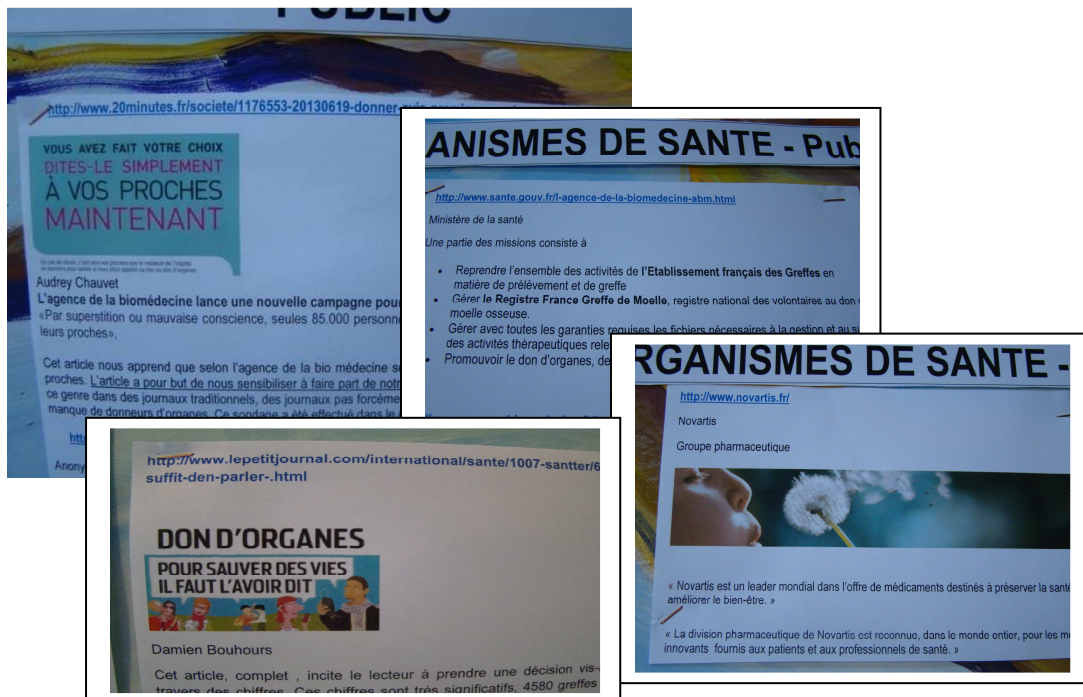 PUBLIC
http://www.20minutes.fr/societe/1176553-20130619-donner
VOUS AVEZ FAIT VOTRE CHOIX
DITES-LE SIMPLEMENT
À VOS PROCHES
MAINTENANT
Audrey Chauvet
L'agence de la biomédecine lance une nouvelle campagne pour
«Par superstition ou mauvaise conscience, seules 85.000 personn
leurs proches»,
Cet article nous apprend que selon l'agence de la bio médecine
proches. L'article a pour but de nous sensibiliser à faire part de
ce genre dans des journaux traditionnels, des journaux pas forcéme
manque de donneurs d'organes. Ce sondage a été effectué dans le
htt
Anony
ANISMES DE SANTE - Pub
http://www.sante.gouv.fr/l-agence-de-la-biomedecine-abm.html
Ministère de la santé
Une partie des missions consiste à
• Reprendre l'ensemble des activités de l'Etablissement français des Greffes en
matière de prélèvement et de greffe
• Gérer le Registre France Greffe de Moelle, registre national des volontaires au don
moelle osseuse.
• Gérer avec toutes les garanties requises les fichiers nécessaires à la gestion et au
des activités thérapeutiques
• Promouvoir le don d'organes, de
RGANISMES DE SANTE -
http://www.novartis.fr/
Novartis
Groupe pharmaceutique
« Novartis est un leader mondial dans l'offre de médicaments destinés à préserver la santé
améliorer le bien-être. »
« La division pharmaceutique de Novartis est reconnue, dans le monde entier, pour les
innovants fournis aux patients et aux professionnels de santé. »
http://www.lepetitjournal.com/international/sante/1007-santter/6
suffit-den-parler-.html
DON D'ORGANES
POUR SAUVER DES VIES
IL FAUT L'AVOIR DIT
Damien Bouhours
Cet article, complet , incite le lecteur à prendre une décision vis-
travers des chiffres. Ces chiffres sont très significatifs, 4580 greffes